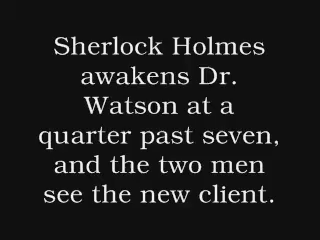 Sherlock Holmes
awakens Dr.
Watson at a
quarter past seven,
and the two men
see the new client.